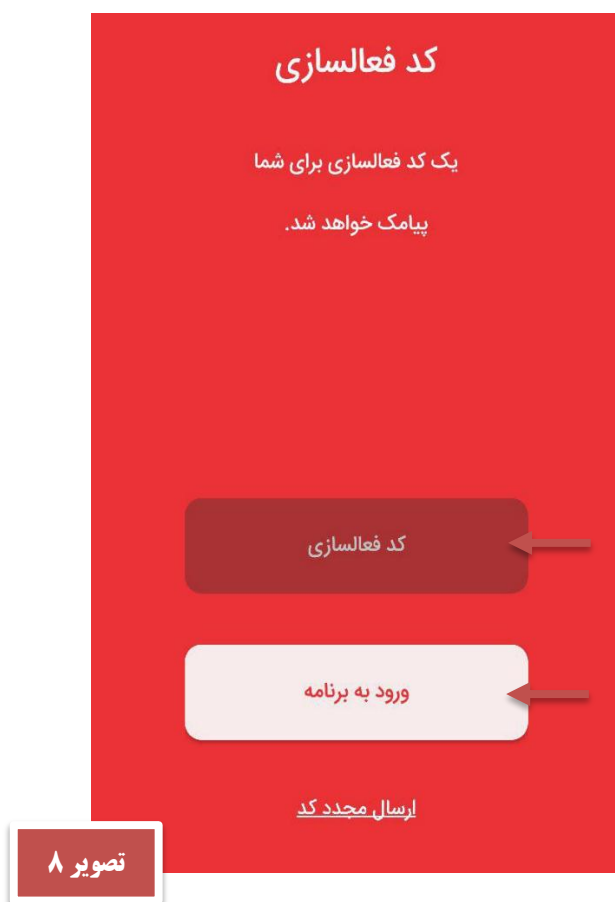 کد فعالسازی
یک کد فعالسازی برای شما
پیامک خواهد شد.
کد فعالسازی
ورود به برنامه
ارسال مجدد کد
تصویر ۸